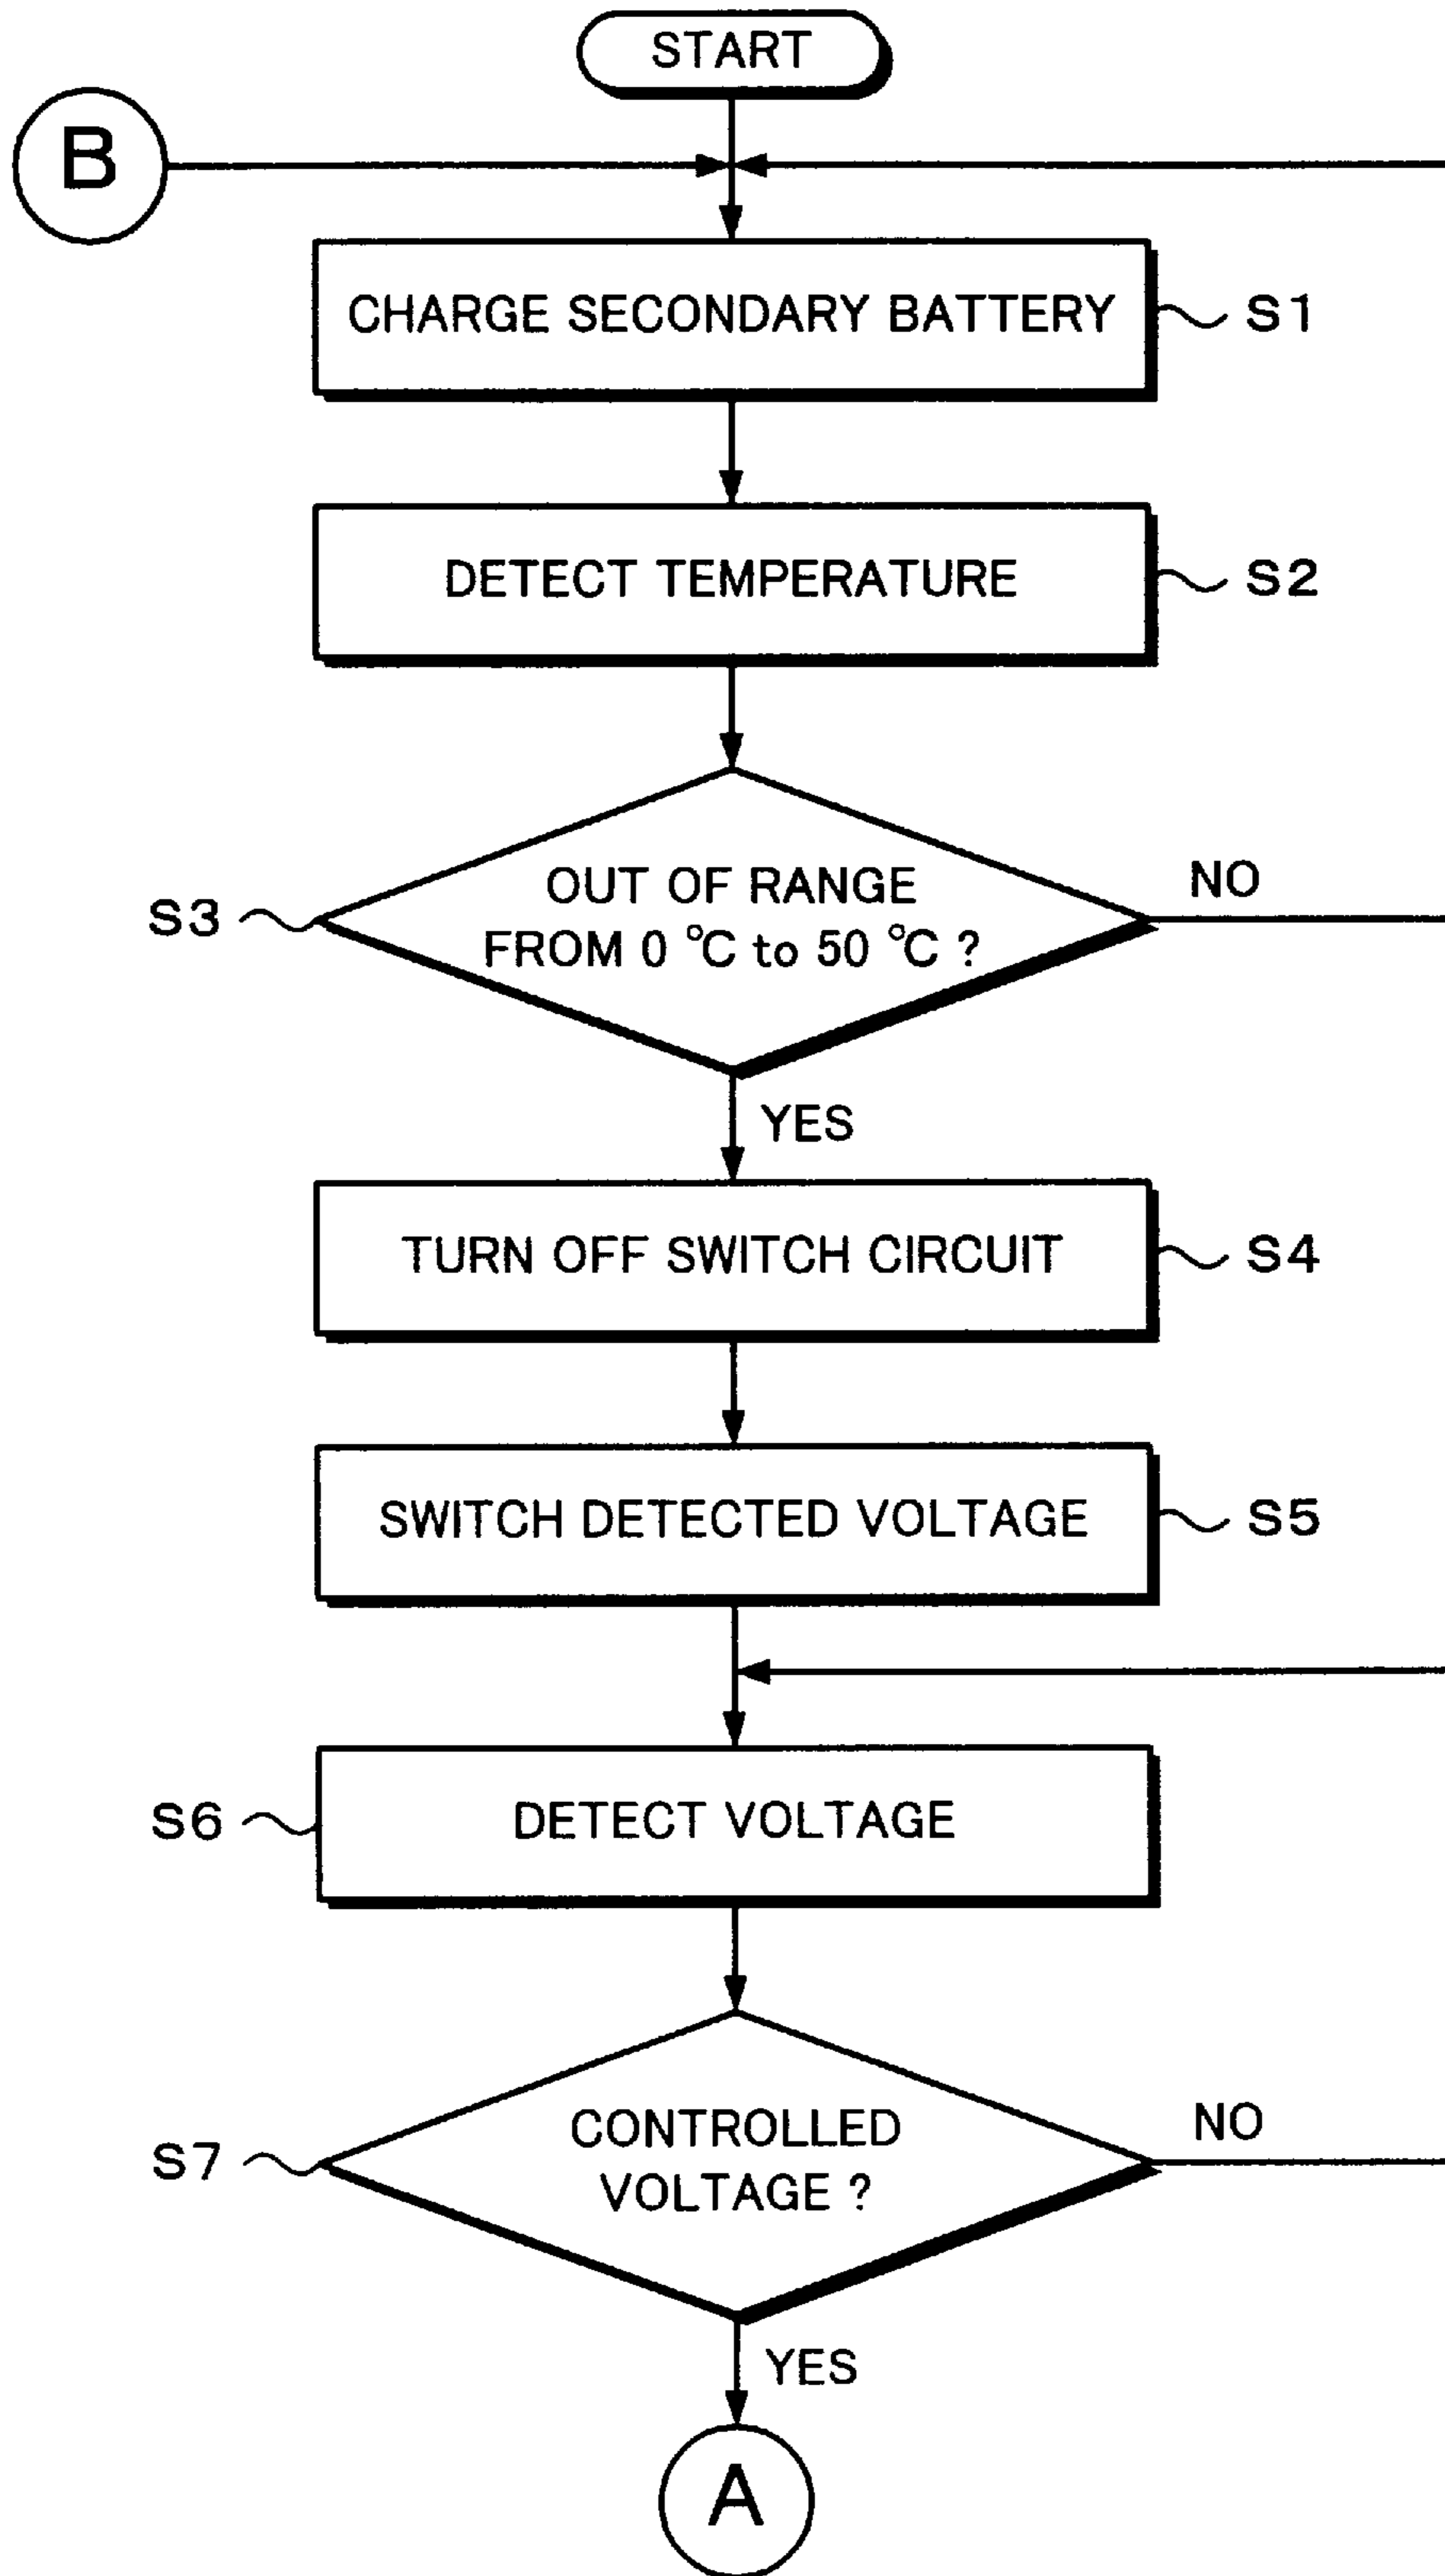 START
B
CHARGE SECONDARY BATTERY
S1
DETECT TEMPERATURE
S2
OUT OF RANGE
FROM 0 °C to 50 °C ?
S3
NO
YES
TURN OFF SWITCH CIRCUIT
S4
SWITCH DETECTED VOLTAGE
S5
S6
DETECT VOLTAGE
CONTROLLED
VOLTAGE ?
S7
NO
YES
A